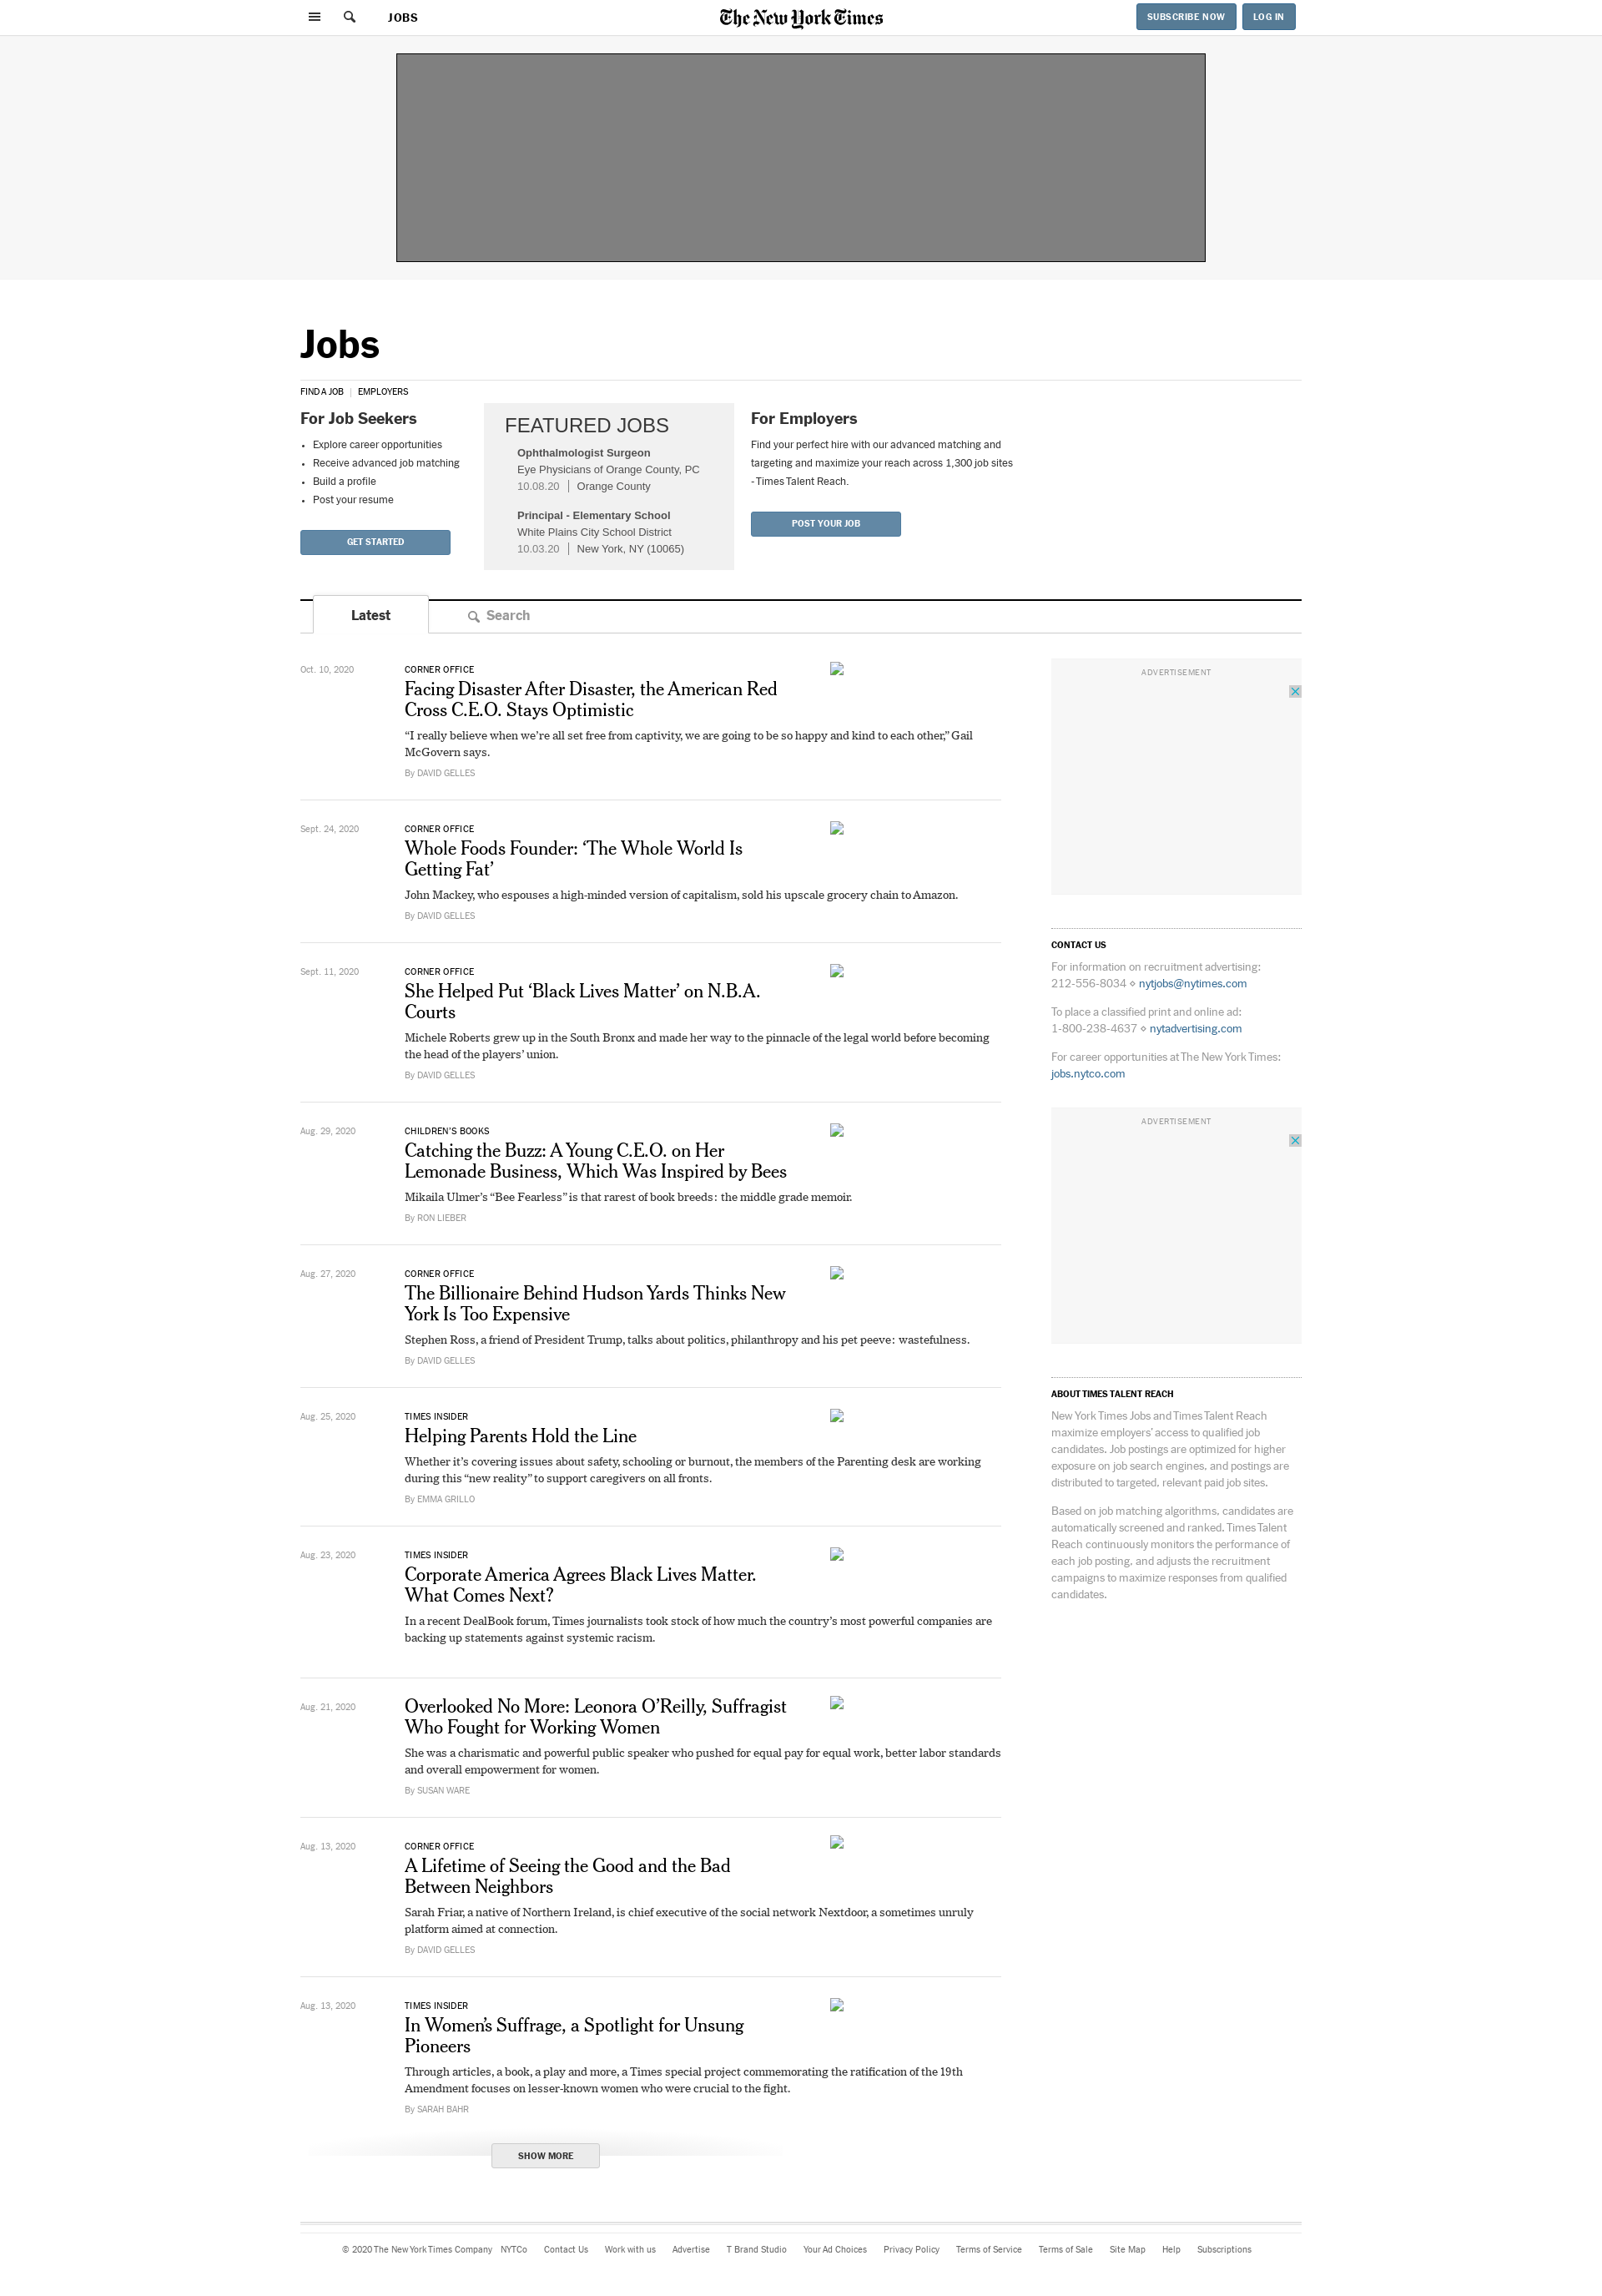 JOBS
The New York Times
SUBSCRIBE NOW
LOG IN
Jobs
FIND A JOB | EMPLOYERS
For Job Seekers
• Explore career opportunities
• Receive advanced job matching
• Build a profile
• Post your resume
GET STARTED
FEATURED JOBS
Ophthalmologist Surgeon
Eye Physicians of Orange County, PC
10.08.20 | Orange County
Principal - Elementary School
White Plains City School District
10.03.20 | New York, NY (10065)
For Employers
Find your perfect hire with our advanced matching and
targeting and maximize your reach across 1,300 job sites
- Times Talent Reach.
POST YOUR JOB
Latest
Search
Oct. 10, 2020
CORNER OFFICE
Facing Disaster After Disaster, the American Red
Cross C.E.O. Stays Optimistic
“I really believe when we’re all set free from captivity, we are going to be so happy and kind to each other,” Gail
McGovern says.
By DAVID GELLES
Sept. 24, 2020
CORNER OFFICE
Whole Foods Founder: ‘The Whole World Is
Getting Fat’
John Mackey, who espouses a high-minded version of capitalism, sold his upscale grocery chain to Amazon.
By DAVID GELLES
Sept. 11, 2020
CORNER OFFICE
She Helped Put ‘Black Lives Matter’ on N.B.A.
Courts
Michele Roberts grew up in the South Bronx and made her way to the pinnacle of the legal world before becoming
the head of the players’ union.
By DAVID GELLES
Aug. 29, 2020
CHILDREN’S BOOKS
Catching the Buzz: A Young C.E.O. on Her
Lemonade Business, Which Was Inspired by Bees
Mikaila Ulmer’s “Bee Fearless” is that rarest of book breeds: the middle grade memoir.
By RON LIEBER
Aug. 27, 2020
CORNER OFFICE
The Billionaire Behind Hudson Yards Thinks New
York Is Too Expensive
Stephen Ross, a friend of President Trump, talks about politics, philanthropy and his pet peeve: wastefulness.
By DAVID GELLES
Aug. 25, 2020
TIMES INSIDER
Helping Parents Hold the Line
Whether it’s covering issues about safety, schooling or burnout, the members of the Parenting desk are working
during this “new reality” to support caregivers on all fronts.
By EMMA GRILLO
Aug. 23, 2020
TIMES INSIDER
Corporate America Agrees Black Lives Matter.
What Comes Next?
In a recent DealBook forum, Times journalists took stock of how much the country’s most powerful companies are
backing up statements against systemic racism.
Aug. 21, 2020
Overlooked No More: Leonora O’Reilly, Suffragist
Who Fought for Working Women
She was a charismatic and powerful public speaker who pushed for equal pay for equal work, better labor standards
and overall empowerment for women.
By SUSAN WARE
Aug. 13, 2020
CORNER OFFICE
A Lifetime of Seeing the Good and the Bad
Between Neighbors
Sarah Friar, a native of Northern Ireland, is chief executive of the social network Nextdoor, a sometimes unruly
platform aimed at connection.
By DAVID GELLES
Aug. 13, 2020
TIMES INSIDER
In Women’s Suffrage, a Spotlight for Unsung
Pioneers
Through articles, a book, a play and more, a Times special project commemorating the ratification of the 19th
Amendment focuses on lesser-known women who were crucial to the fight.
By SARAH BAHR
SHOW MORE
ADVERTISEMENT
CONTACT US
For information on recruitment advertising:
212-556-8034 ⋄ nytjobs@nytimes.com
To place a classified print and online ad:
1-800-238-4637 ⋄ nytadvertising.com
For career opportunities at The New York Times:
jobs.nytco.com
ADVERTISEMENT
ABOUT TIMES TALENT REACH
New York Times Jobs and Times Talent Reach
maximize employers’ access to qualified job
candidates. Job postings are optimized for higher
exposure on job search engines, and postings are
distributed to targeted, relevant paid job sites.
Based on job matching algorithms, candidates are
automatically screened and ranked. Times Talent
Reach continuously monitors the performance of
each job posting, and adjusts the recruitment
campaigns to maximize responses from qualified
candidates.
© 2020 The New York Times Company NYTCo Contact Us Work with us Advertise T Brand Studio Your Ad Choices Privacy Policy Terms of Service Terms of Sale Site Map Help Subscriptions